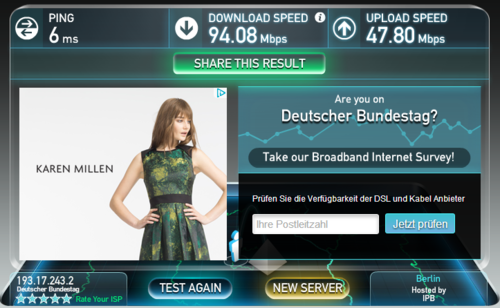 PING
6 ms
DOWNLOAD SPEED
94.08 Mbps
UPLOAD SPEED
47.80 Mbps
SHARE THIS RESULT
KAREN MILLEN
Are you on
Deutscher Bundestag?
Take our Broadband Internet Survey!
Prüfen Sie die Verfügbarkeit der DSL und Kabel Anbieter
Ihre Postleitzahl
Jetzt prüfen
193.17.243.2
Deutscher Bundestag
Rate Your ISP
TEST AGAIN
NEW SERVER
Berlin
Hosted by
IPB